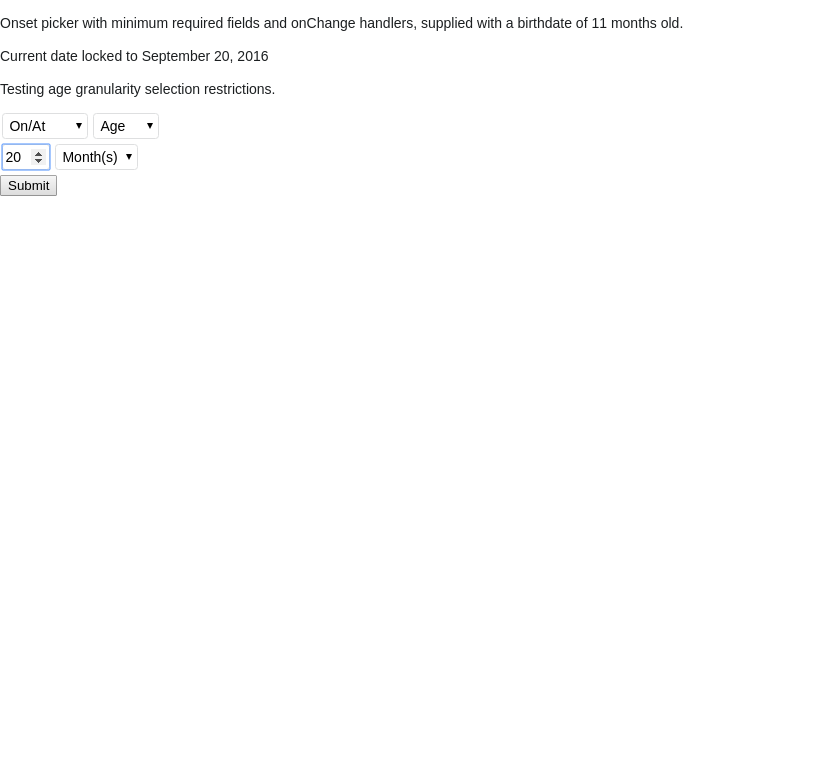 Onset picker with minimum required fields and onChange handlers, supplied with a birthdate of 11 months old.
Current date locked to September 20, 2016
Testing age granularity selection restrictions.
On/At Age
20 Month(s)
Submit